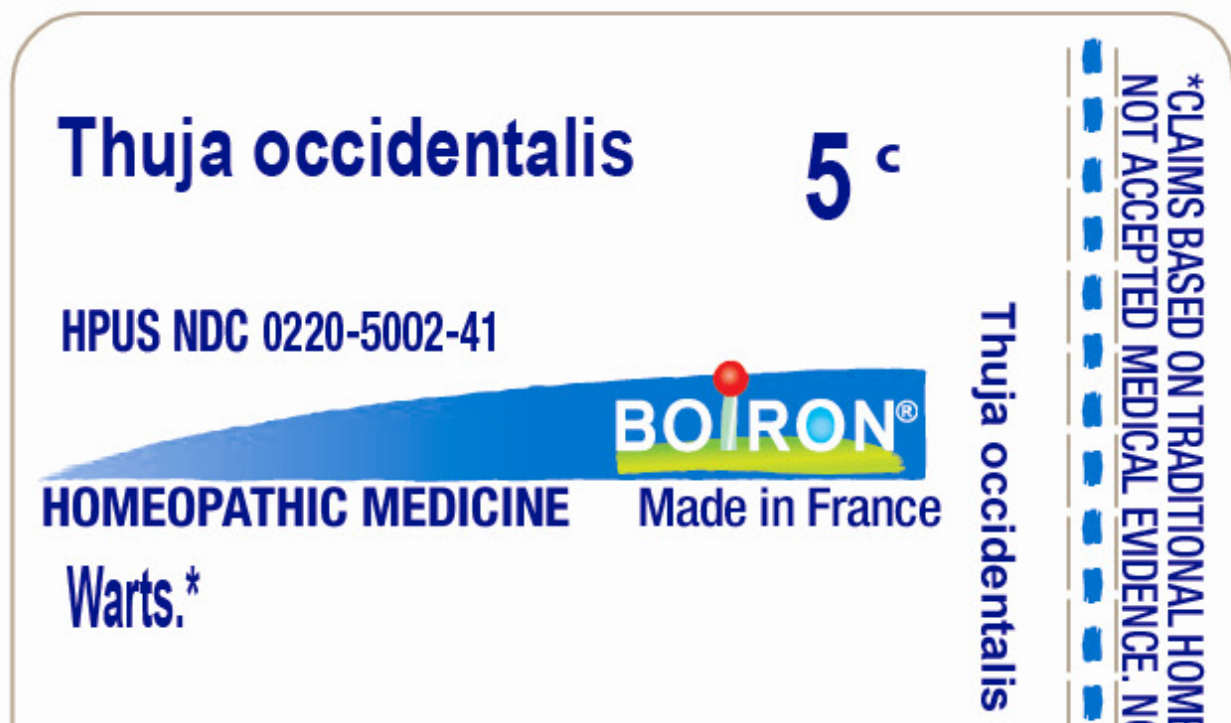 Thuja occidentalis
5 c
HPUS NDC 0220-5002-41
BOIRON®
HOMEOPATHIC MEDICINE
Made in France
Warts.*
Thuja occidentalis
*CLAIMS BASED ON TRADITIONAL
NOT ACCEPTED MEDICAL EVIDENCE.